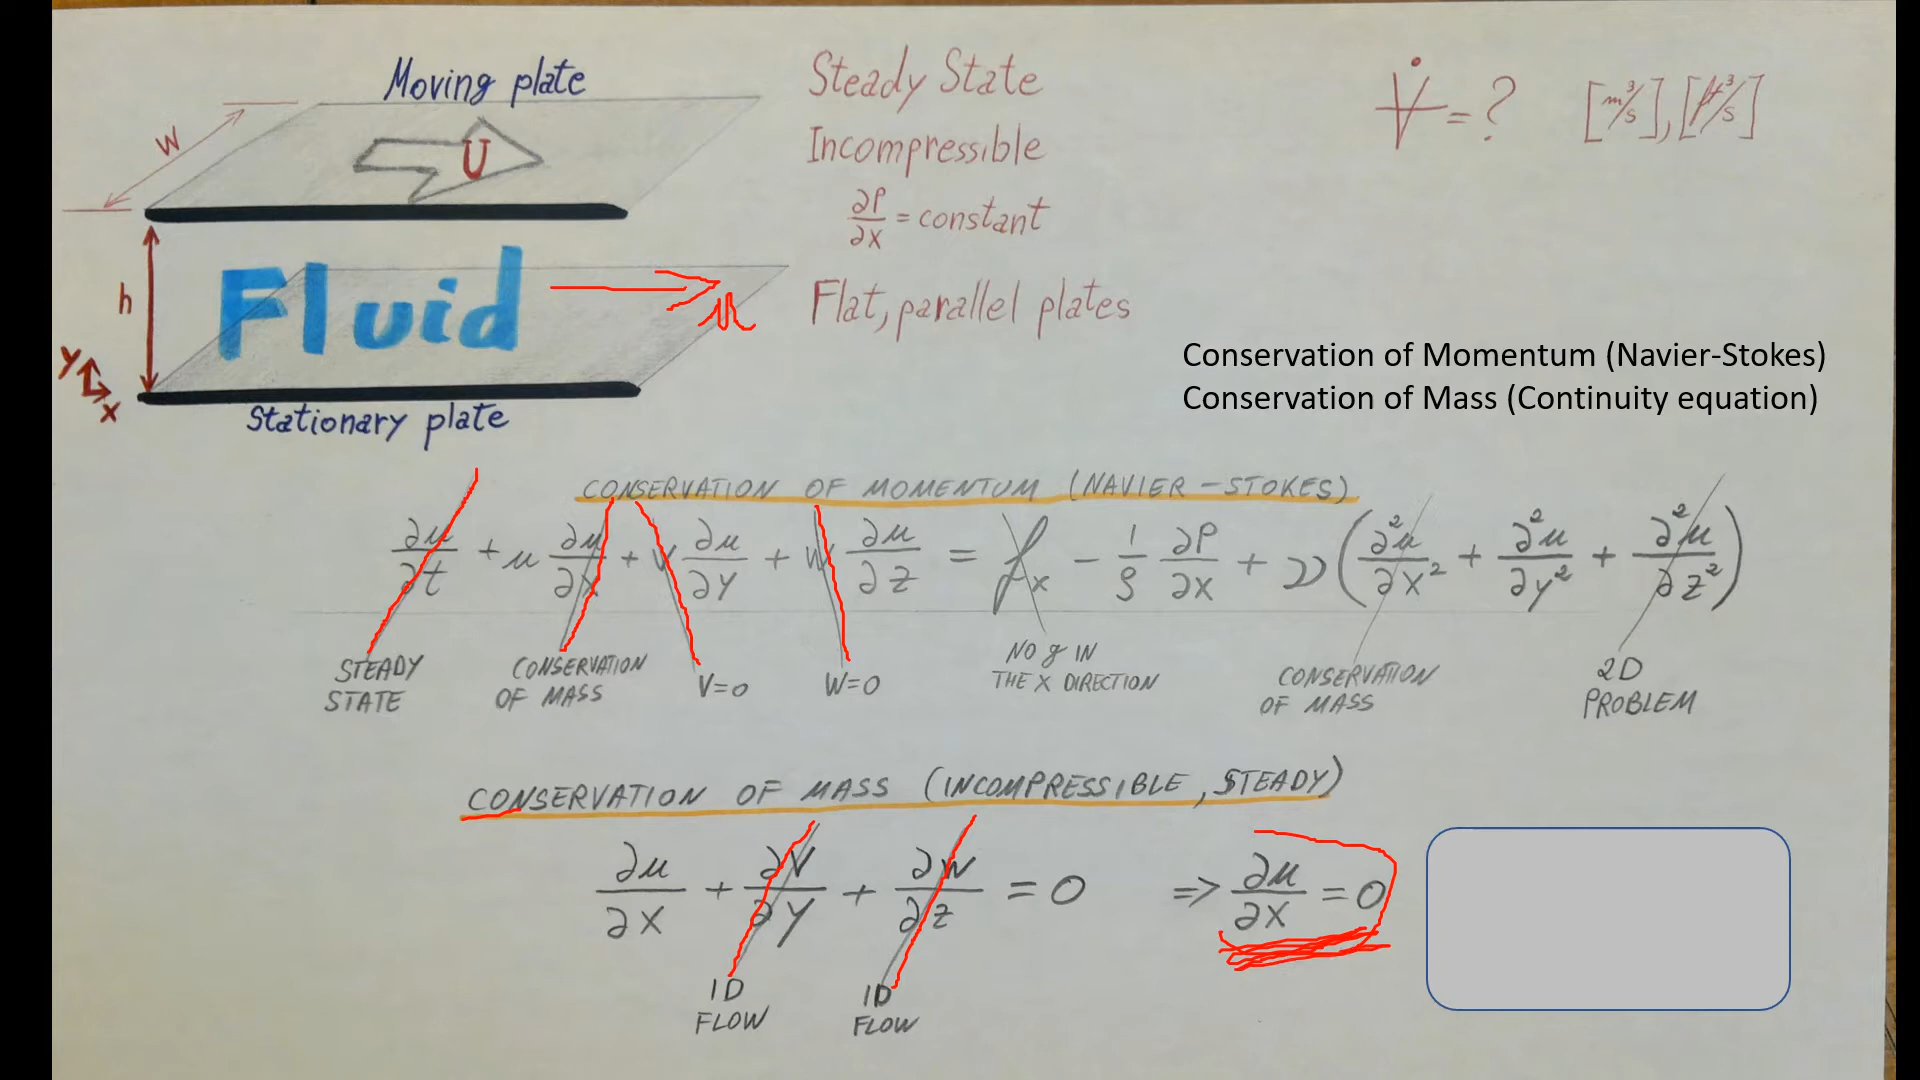 Moving plate
W
U
h
Fluid
u
Y
x
Stationary plate
Steady State
Incompressible
∂P/∂x = constant
Flat, parallel plates
V̇ = ? [m³/s], [ft³/s]
Conservation of Momentum (Navier-Stokes)
Conservation of Mass (Continuity equation)
CONSERVATION OF MOMENTUM (NAVIER-STOKES)
∂u/∂t + u ∂u/∂x + V ∂u/∂y + W ∂u/∂z = fx - 1/ρ ∂P/∂x + ν(∂²u/∂x² + ∂²u/∂y² + ∂²u/∂z²)
STEADY STATE
CONSERVATION OF MASS
V=0
W=0
NO g IN THE X DIRECTION
CONSERVATION OF MASS
2D PROBLEM
CONSERVATION OF MASS (INCOMPRESSIBLE, STEADY)
∂u/∂x + ∂V/∂y + ∂W/∂z = 0 ⇒ ∂u/∂x = 0
1D FLOW
1D FLOW